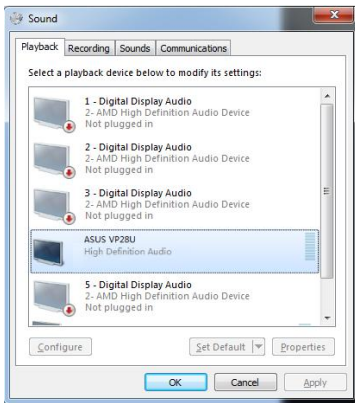 Sound
Playback Recording Sounds Communications
Select a playback device below to modify its settings:
1 - Digital Display Audio
2- AMD High Definition Audio Device
Not plugged in
2 - Digital Display Audio
2- AMD High Definition Audio Device
Not plugged in
3 - Digital Display Audio
2- AMD High Definition Audio Device
Not plugged in
ASUS VP28U
High Definition Audio
5 - Digital Display Audio
2- AMD High Definition Audio Device
Not plugged in
Configure Set Default Properties
OK Cancel Apply